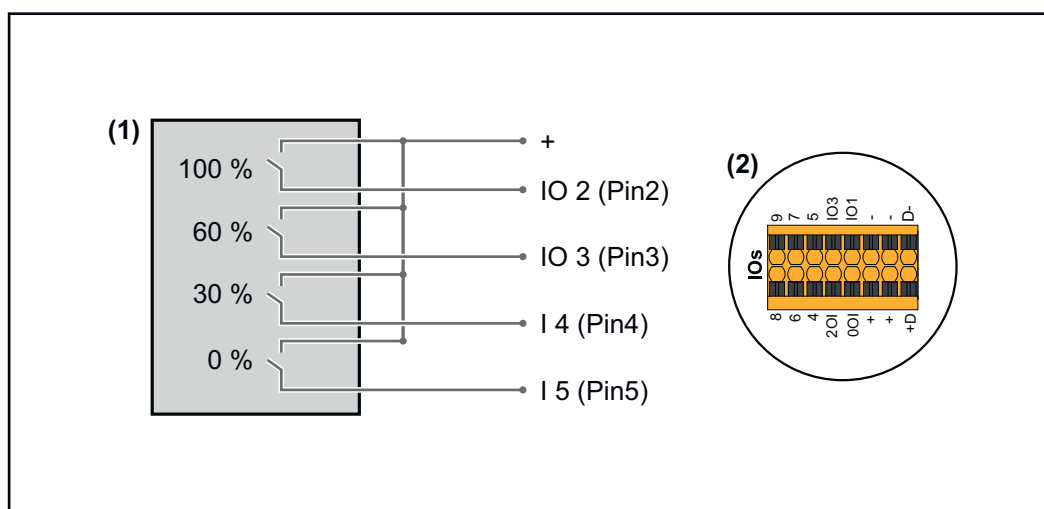 (1)
100 %
60 %
30 %
0 %
+
IO 2 (Pin2)
IO 3 (Pin3)
I 4 (Pin4)
I 5 (Pin5)
(2)
IOs
9 7 5 IO3 IO1 - - D-
8 6 4 2OI 0OI + + +D